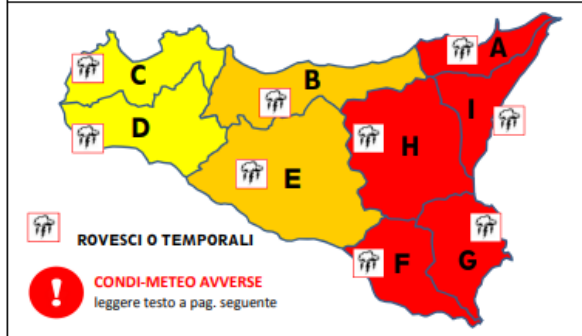 A
C
B
I
D
H
E
ROVESCI O TEMPORALI
F
G
!
CONDI-METEO AVVERSE
leggere testo a pag. seguente